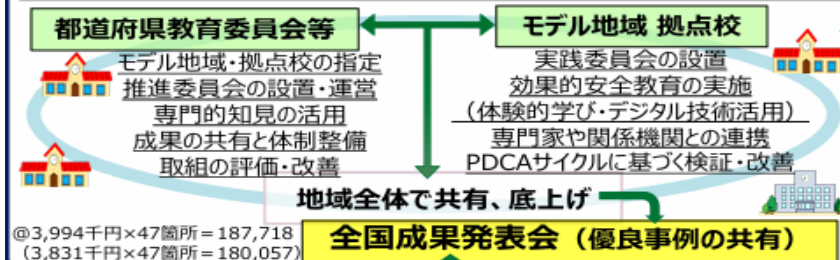 都道府県教育委員会等
モデル地域・拠点校の指定
推進委員会の設置・運営
専門的知見の活用
成果の共有と体制整備
取組の評価・改善
モデル地域 拠点校
実践委員会の設置
効果的安全教育の実施
（体験的学び・デジタル技術活用）
専門家や関係機関との連携
PDCAサイクルに基づく検証・改善
地域全体で共有、底上げ
@3,994千円×47箇所＝187,718
（3,831千円×47箇所＝180,057）
全国成果発表会（優良事例の共有）